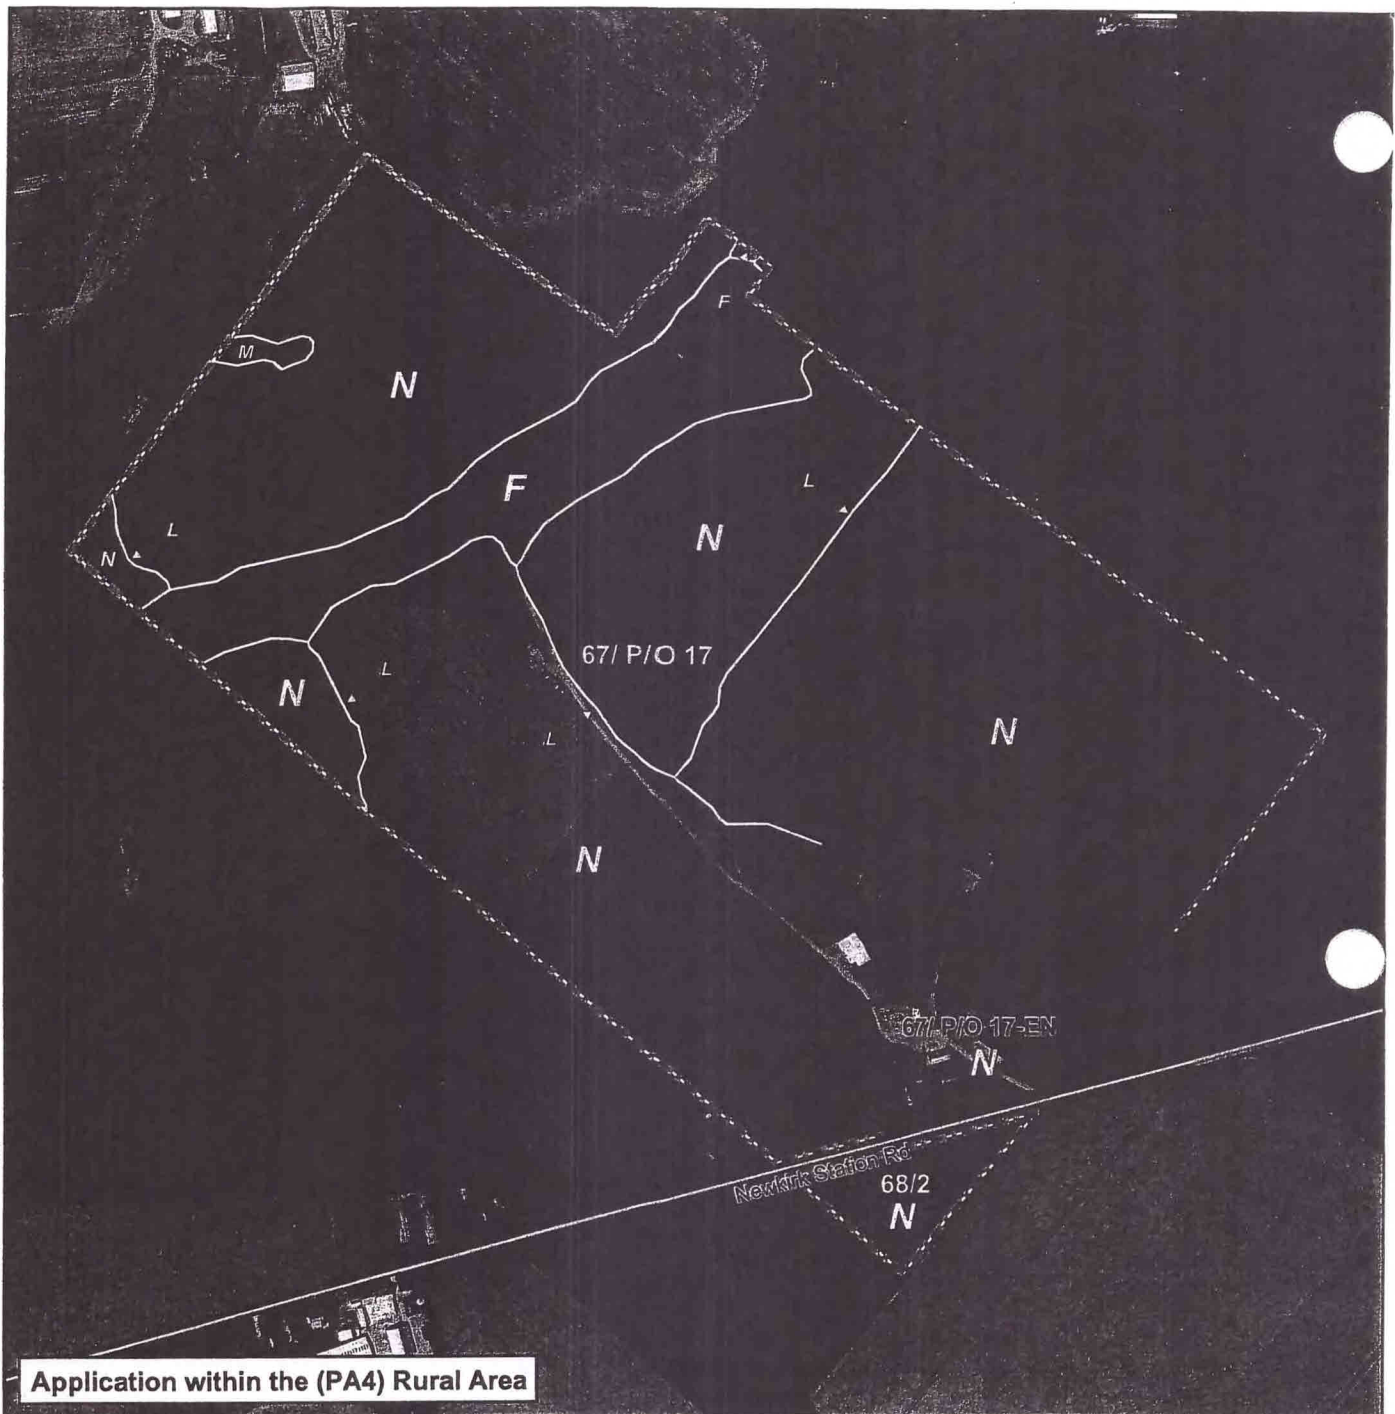 F
M
N
L
F
L
N
N
67/ P/O 17
L
N
L
N
N
67/ P/O 17-EN
N
Newkirk Station Rd
68/2
N
Application within the (PA4) Rural Area